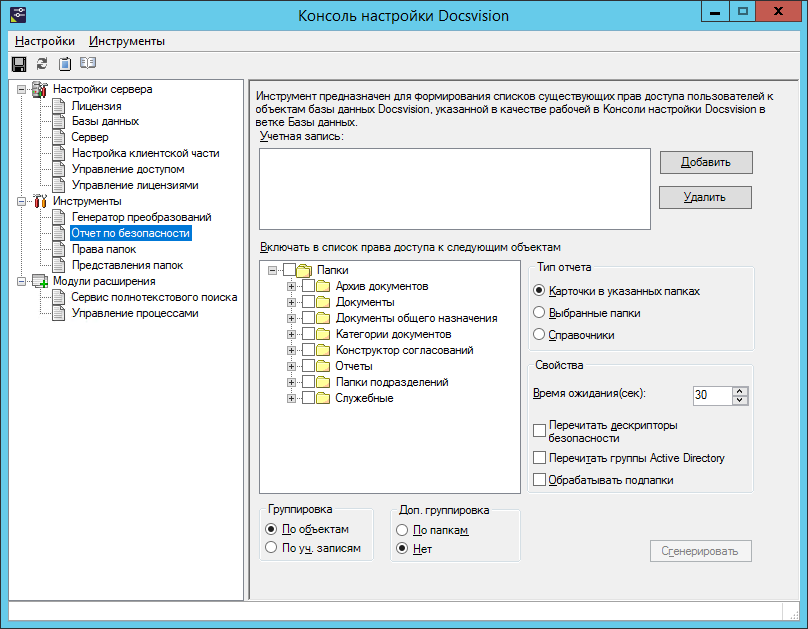 Консоль настройки Docsvision
Настройки Инструменты
Настройки сервера
Лицензия
Базы данных
Сервер
Настройка клиентской части
Управление доступом
Управление лицензиями
Инструменты
Генератор преобразований
Отчет по безопасности
Права папок
Представления папок
Модули расширения
Сервис полнотекстового поиска
Управление процессами
Инструмент предназначен для формирования списков существующих прав доступа пользователей к
объектам базы данных Docsvision, указанной в качестве рабочей в Консоли настройки Docsvision в
ветке Базы данных.
Учетная запись:
Добавить
Удалить
Включать в список права доступа к следующим объектам
Папки
Архив документов
Документы
Документы общего назначения
Категории документов
Конструктор согласований
Отчеты
Папки подразделений
Служебные
Тип отчета
Карточки в указанных папках
Выбранные папки
Справочники
Свойства
Время ожидания(сек): 30
Перечитать дескрипторы
безопасности
Перечитать группы Active Directory
Обрабатывать подпапки
Группировка
По объектам
По уч. записям
Доп. группировка
По папкам
Нет
Сгенерировать